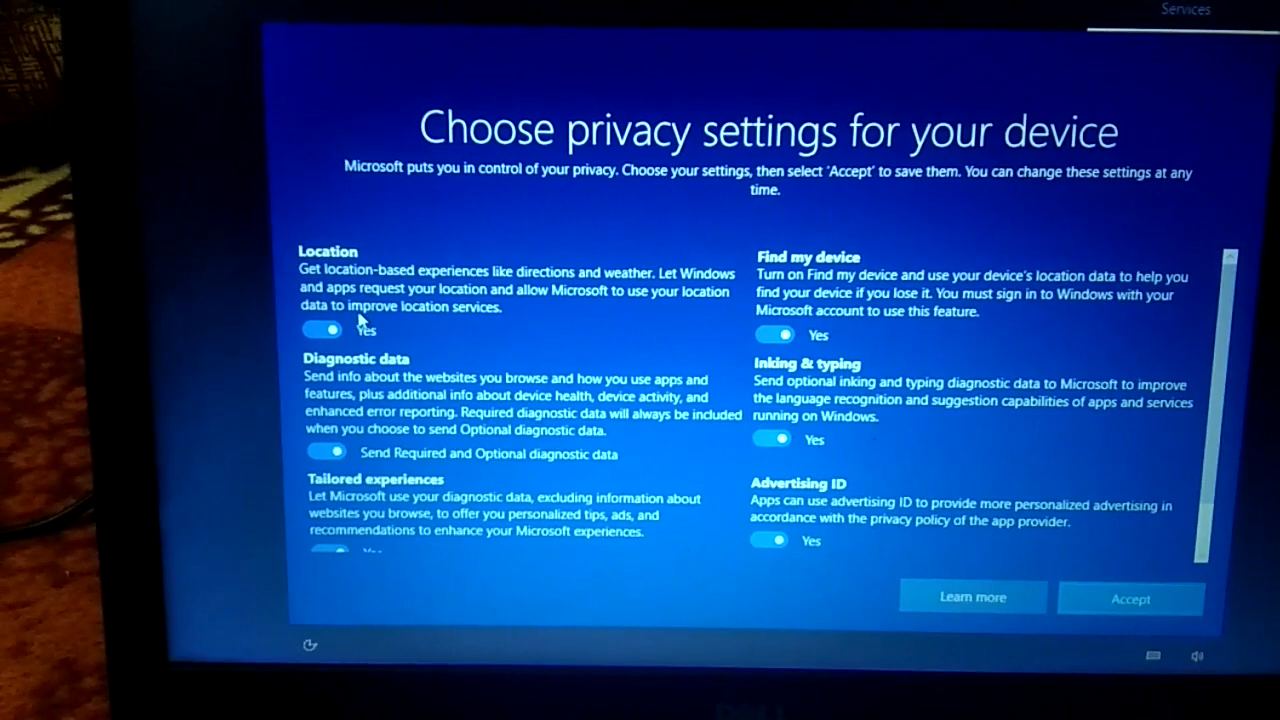 Services
Choose privacy settings for your device
Microsoft puts you in control of your privacy. Choose your settings, then select 'Accept' to save them. You can change these settings at any
time.
Location
Get location-based experiences like directions and weather. Let Windows
and apps request your location and allow Microsoft to use your location
data to improve location services.
Yes
Diagnostic data
Send info about the websites you browse and how you use apps and
features, plus additional info about device health, device activity, and
enhanced error reporting. Required diagnostic data will always be included
when you choose to send Optional diagnostic data.
Send Required and Optional diagnostic data
Tailored experiences
Let Microsoft use your diagnostic data, excluding information about
websites you browse, to offer you personalized tips, ads, and
recommendations to enhance your Microsoft experiences.
Find my device
Turn on Find my device and use your device's location data to help you
find your device if you lose it. You must sign in to Windows with your
Microsoft account to use this feature.
Yes
Inking & typing
Send optional inking and typing diagnostic data to Microsoft to improve
the language recognition and suggestion capabilities of apps and services
running on Windows.
Yes
Advertising ID
Apps can use advertising ID to provide more personalized advertising in
accordance with the privacy policy of the app provider.
Yes
Learn more
Accept